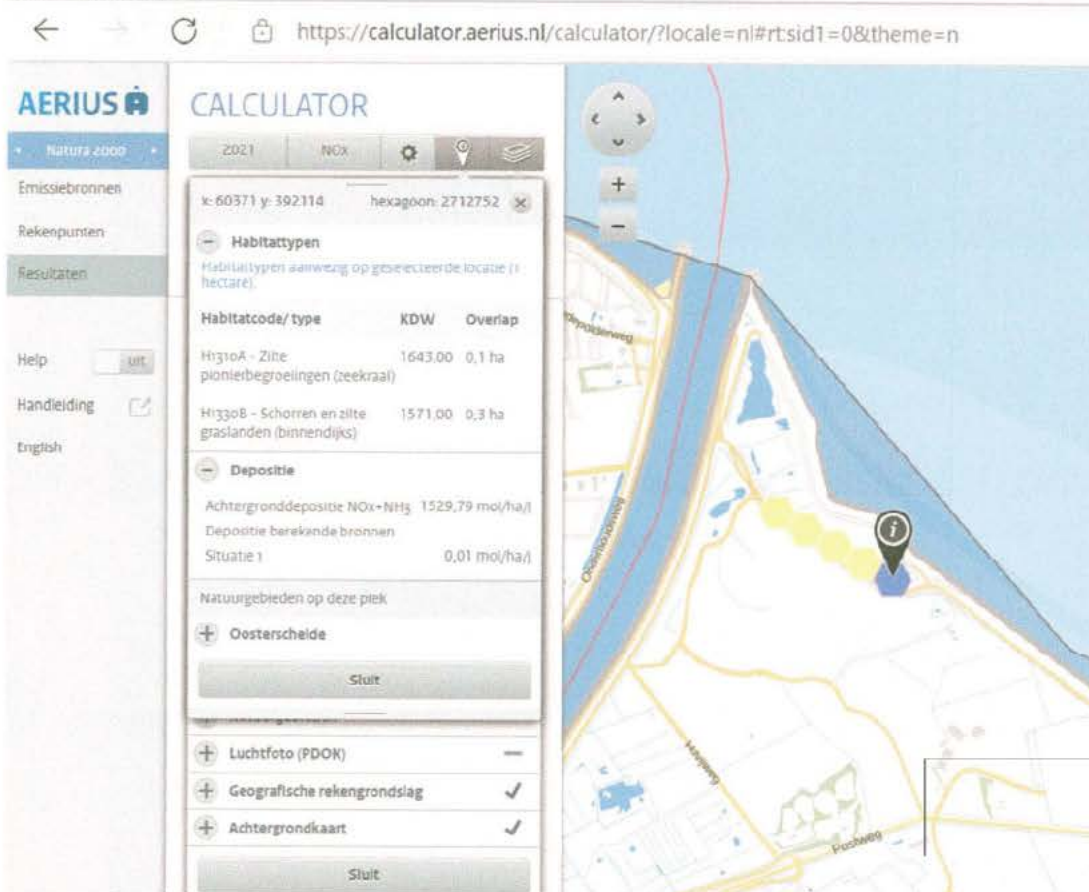 https://calculator.aerius.nl/calculator/?locale=nl#rt:sid1=0&theme=n
AERIUS
Natura 2000
Emissiebronnen
Rekenpunten
Resultaten
Help
uit
Handleiding
English
CALCULATOR
2021
NOx
x: 60371 y: 392114 hexagoon: 2712752
Habitattypen
Habitattypen aanwezig op geselecteerde locatie (1
hectare).
Habitatcode/ type KDW Overlap
H1310A - Zilte 1643,00 0,1 ha
pionierbegroeiingen (zeekraal)
H1330B - Schorren en zilte 1571,00 0,3 ha
graslanden (binnendijks)
Depositie
Achtergronddepositie NOx+NH3 1529,79 mol/ha/j
Depositie berekende bronnen
Situatie 1 0,01 mol/ha/j
Natuurgebieden op deze plek
Oosterschelde
Sluit
Luchtfoto (PDOK)
Geografische rekengrondslag
Achtergrondkaart
Sluit
Postweg